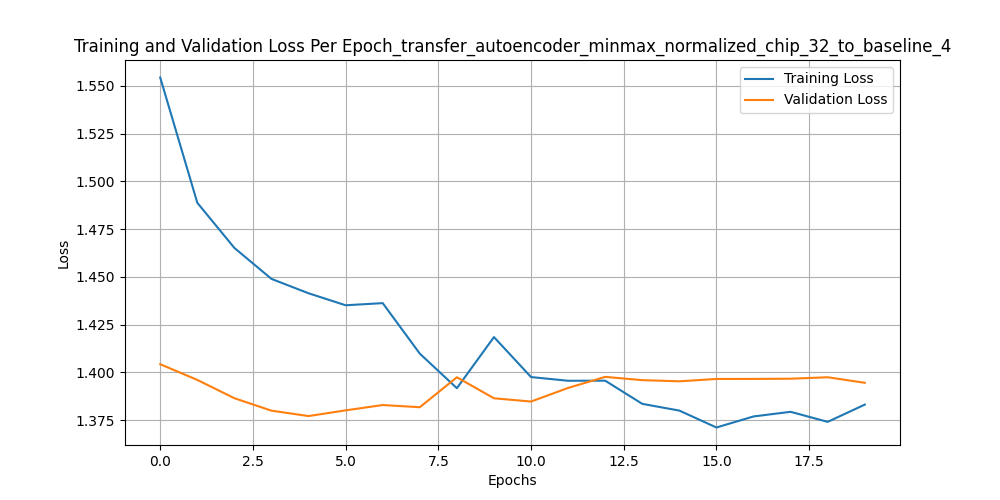 Training and Validation Loss Per Epoch_transfer_autoencoder_minmax_normalized_chip_32_to_baseline_4
Training Loss
Validation Loss
1.550
1.525
1.500
1.475
1.450
1.425
1.400
1.375
Loss
0.0 2.5 5.0 7.5 10.0 12.5 15.0 17.5
Epochs